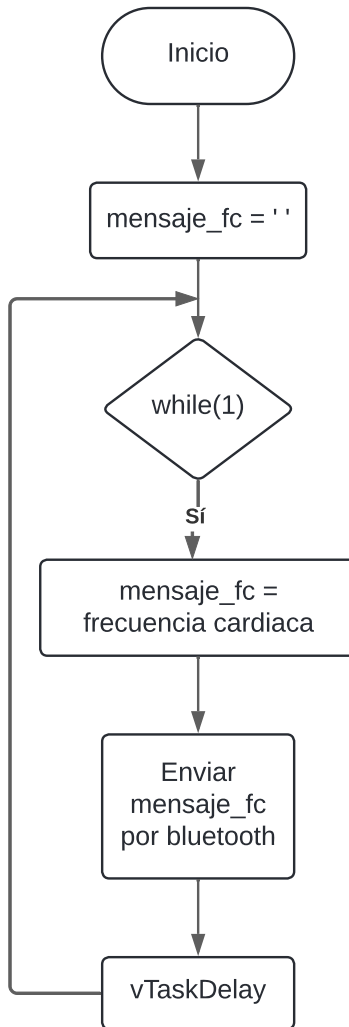 Inicio
mensaje_fc = ' '
while(1)
Sí
mensaje_fc =
frecuencia cardiaca
Enviar
mensaje_fc
por bluetooth
vTaskDelay